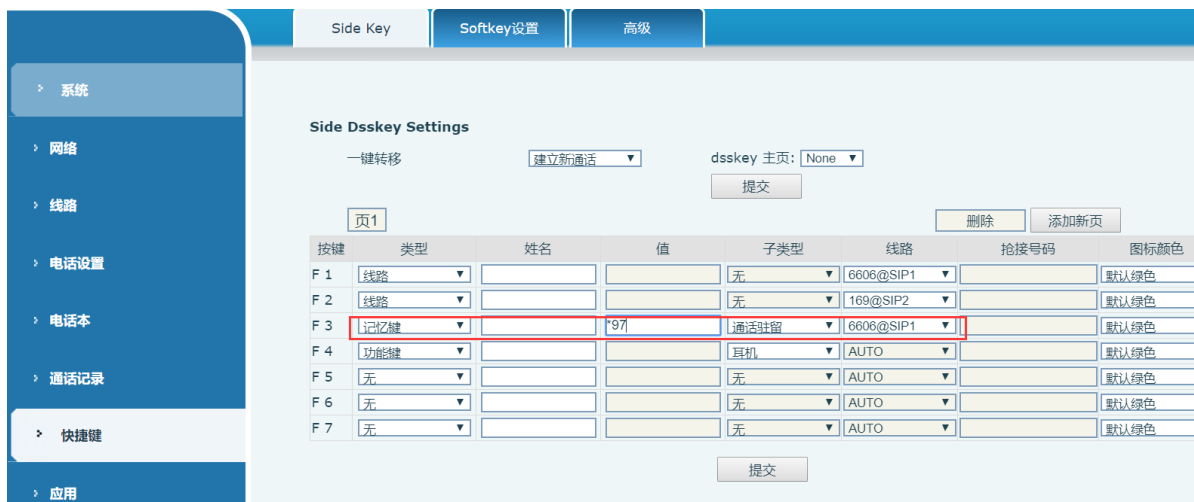 Side Key Softkey设置 高级
系统
网络
线路
电话设置
电话本
通话记录
快捷键
应用
Side Dsskey Settings
一键转移 建立新通话 dsskey 主页: None
提交
页1 删除 添加新页
按键 类型 姓名 值 子类型 线路 抢接号码 图标颜色
F 1 线路 无 6606@SIP1 默认绿色
F 2 线路 无 169@SIP2 默认绿色
F 3 记忆键 *97 通话驻留 6606@SIP1 默认绿色
F 4 功能键 耳机 AUTO 默认绿色
F 5 无 无 AUTO 默认绿色
F 6 无 无 AUTO 默认绿色
F 7 无 无 AUTO 默认绿色
提交